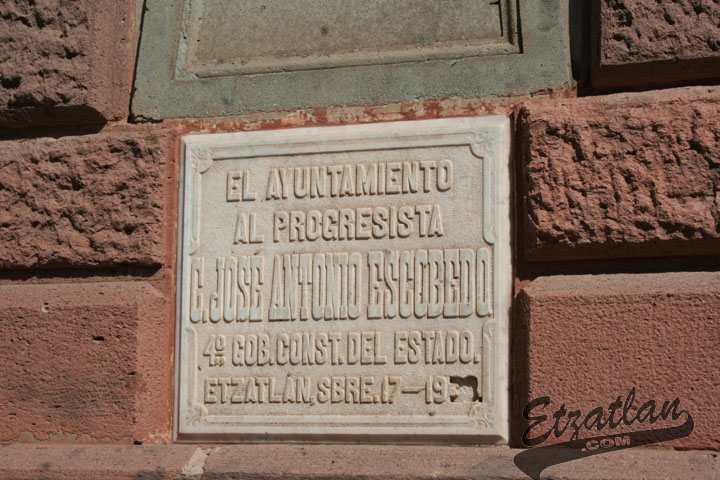 EL AYUNTAMIENTO
AL PROGRESISTA
C. JOSÉ ANTONIO ESCOBEDO.
4º GOB. CONST. DEL ESTADO.
ETZATLÁN, SBRE. 17—19
Etzatlan
.COM